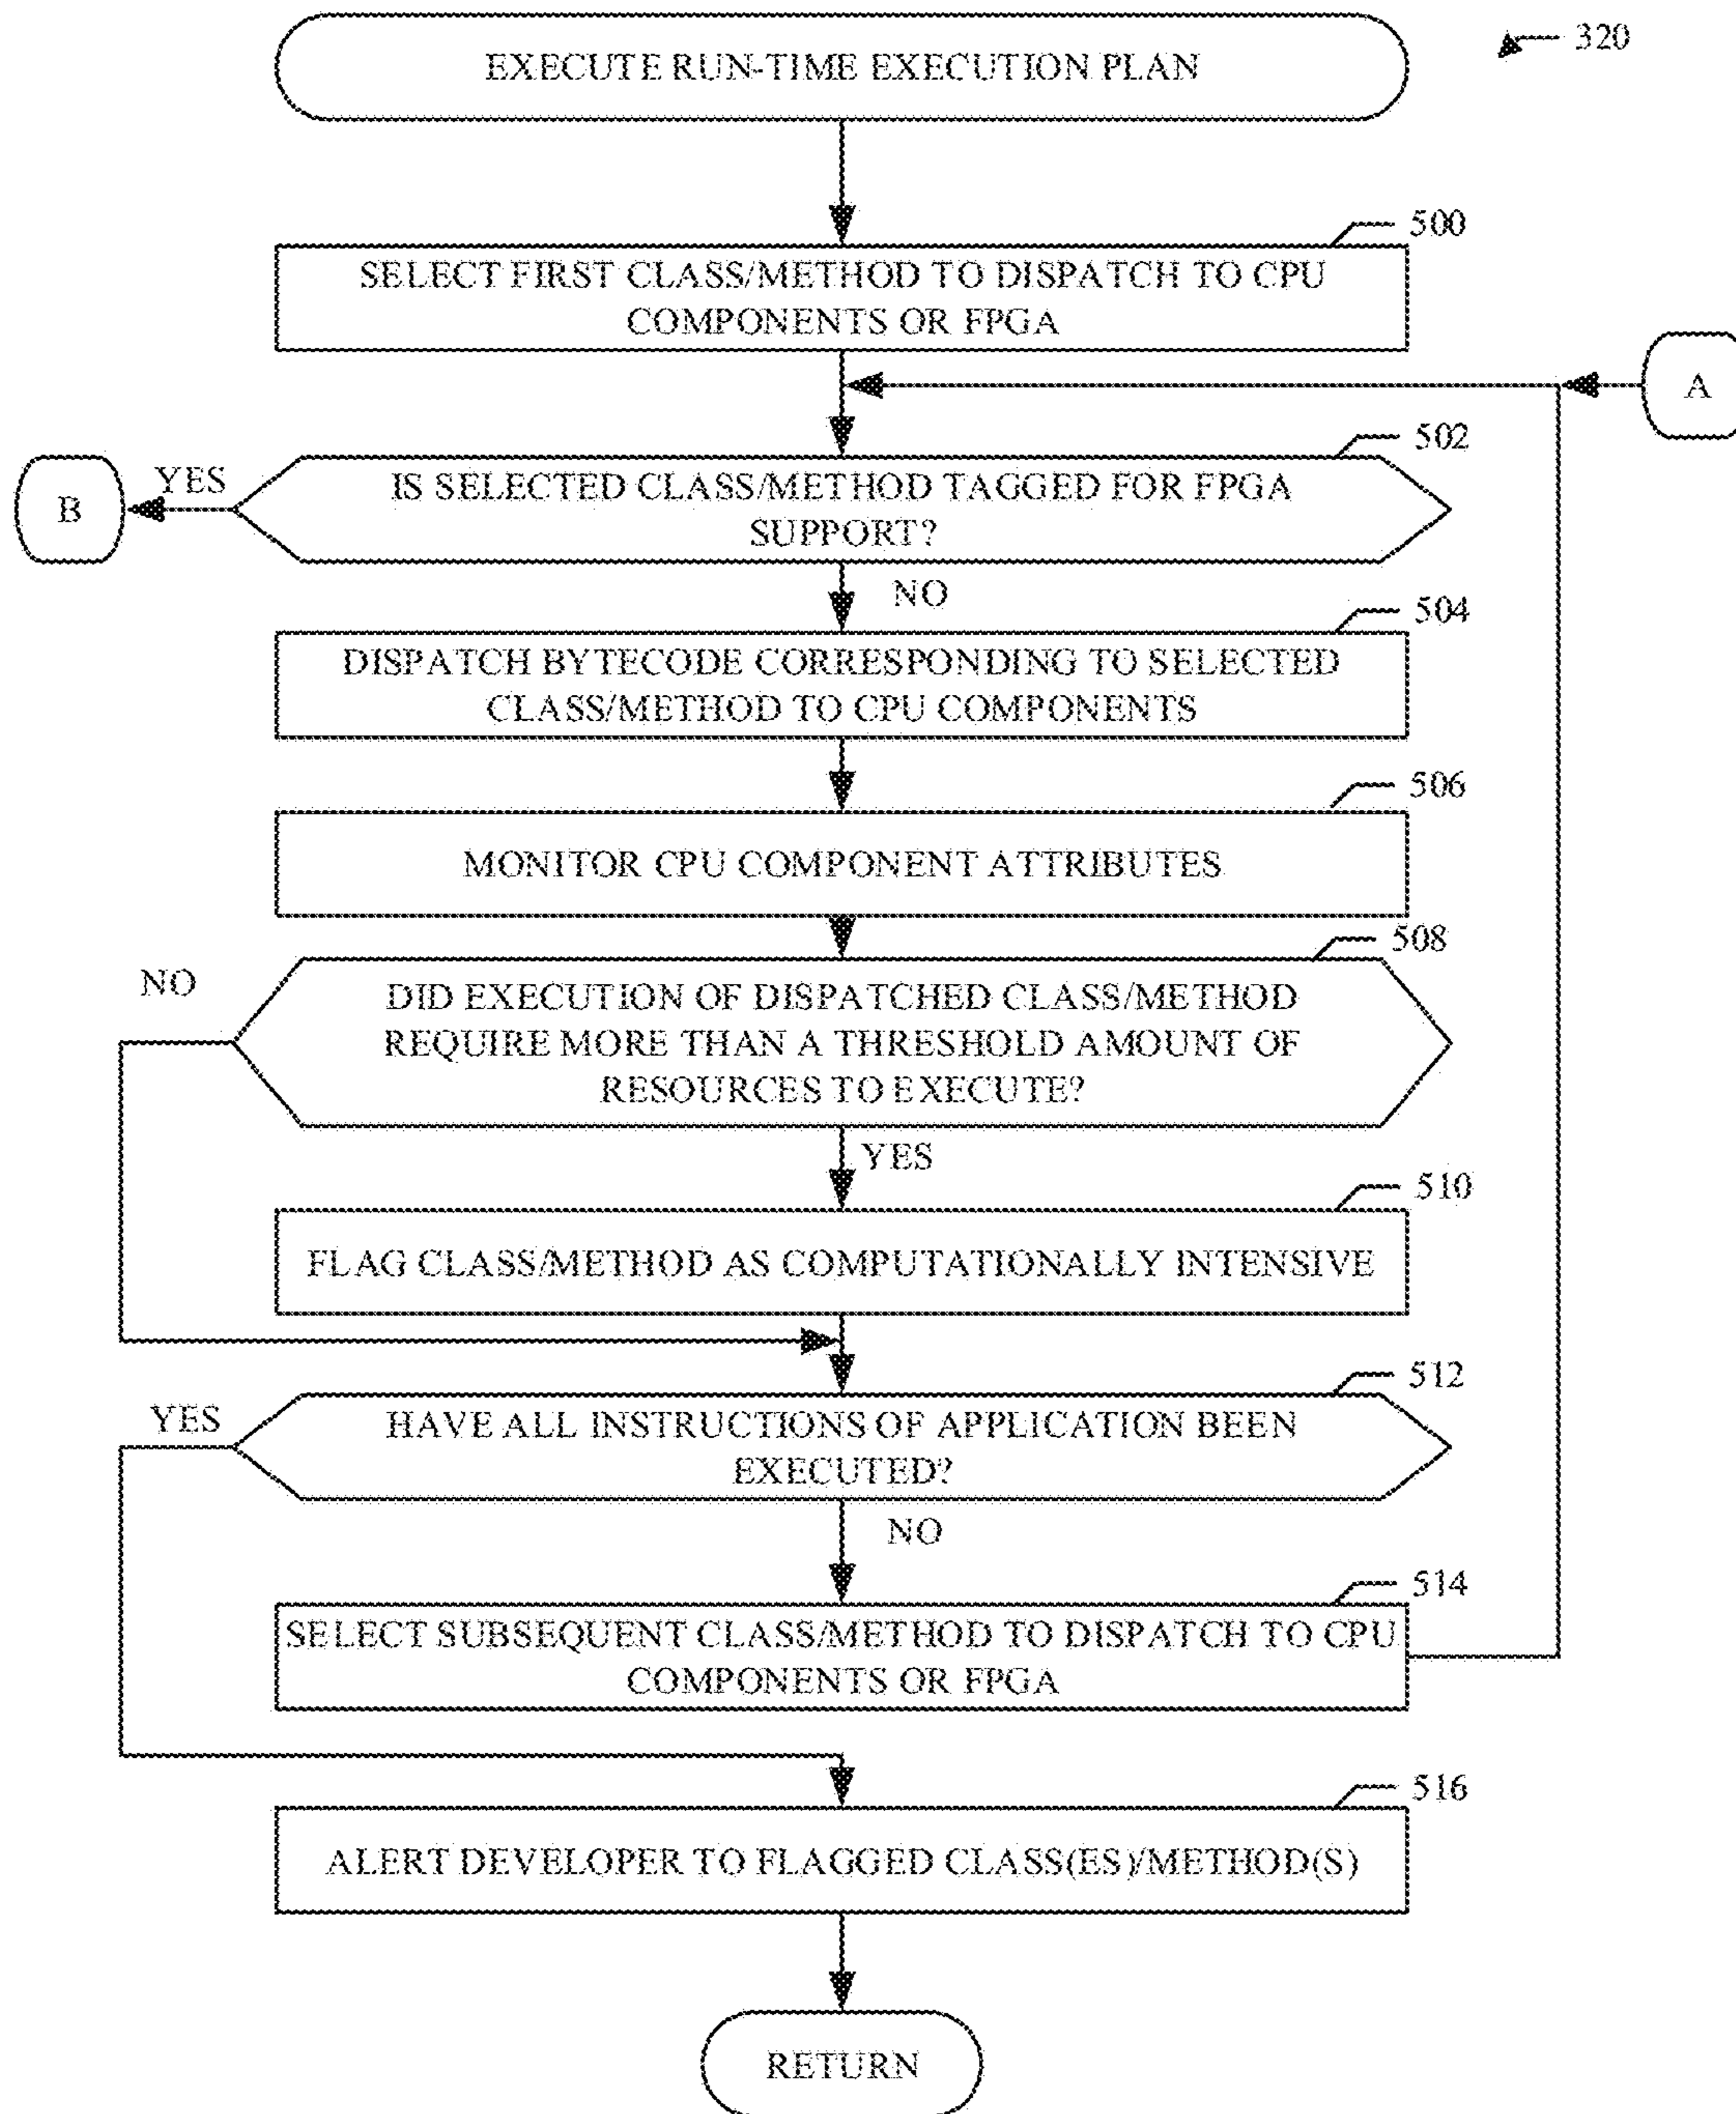 EXECUTE RUN-TIME EXECUTION PLAN
320
500
SELECT FIRST CLASS/METHOD TO DISPATCH TO CPU
COMPONENTS OR FPGA
A
502
B
YES
IS SELECTED CLASS/METHOD TAGGED FOR FPGA
SUPPORT?
NO
504
DISPATCH BYTECODE CORRESPONDING TO SELECTED
CLASS/METHOD TO CPU COMPONENTS
506
MONITOR CPU COMPONENT ATTRIBUTES
508
NO
DID EXECUTION OF DISPATCHED CLASS/METHOD
REQUIRE MORE THAN A THRESHOLD AMOUNT OF
RESOURCES TO EXECUTE?
YES
510
FLAG CLASS/METHOD AS COMPUTATIONALLY INTENSIVE
512
YES
HAVE ALL INSTRUCTIONS OF APPLICATION BEEN
EXECUTED?
NO
514
SELECT SUBSEQUENT CLASS/METHOD TO DISPATCH TO CPU
COMPONENTS OR FPGA
516
ALERT DEVELOPER TO FLAGGED CLASS(ES)/METHOD(S)
RETURN